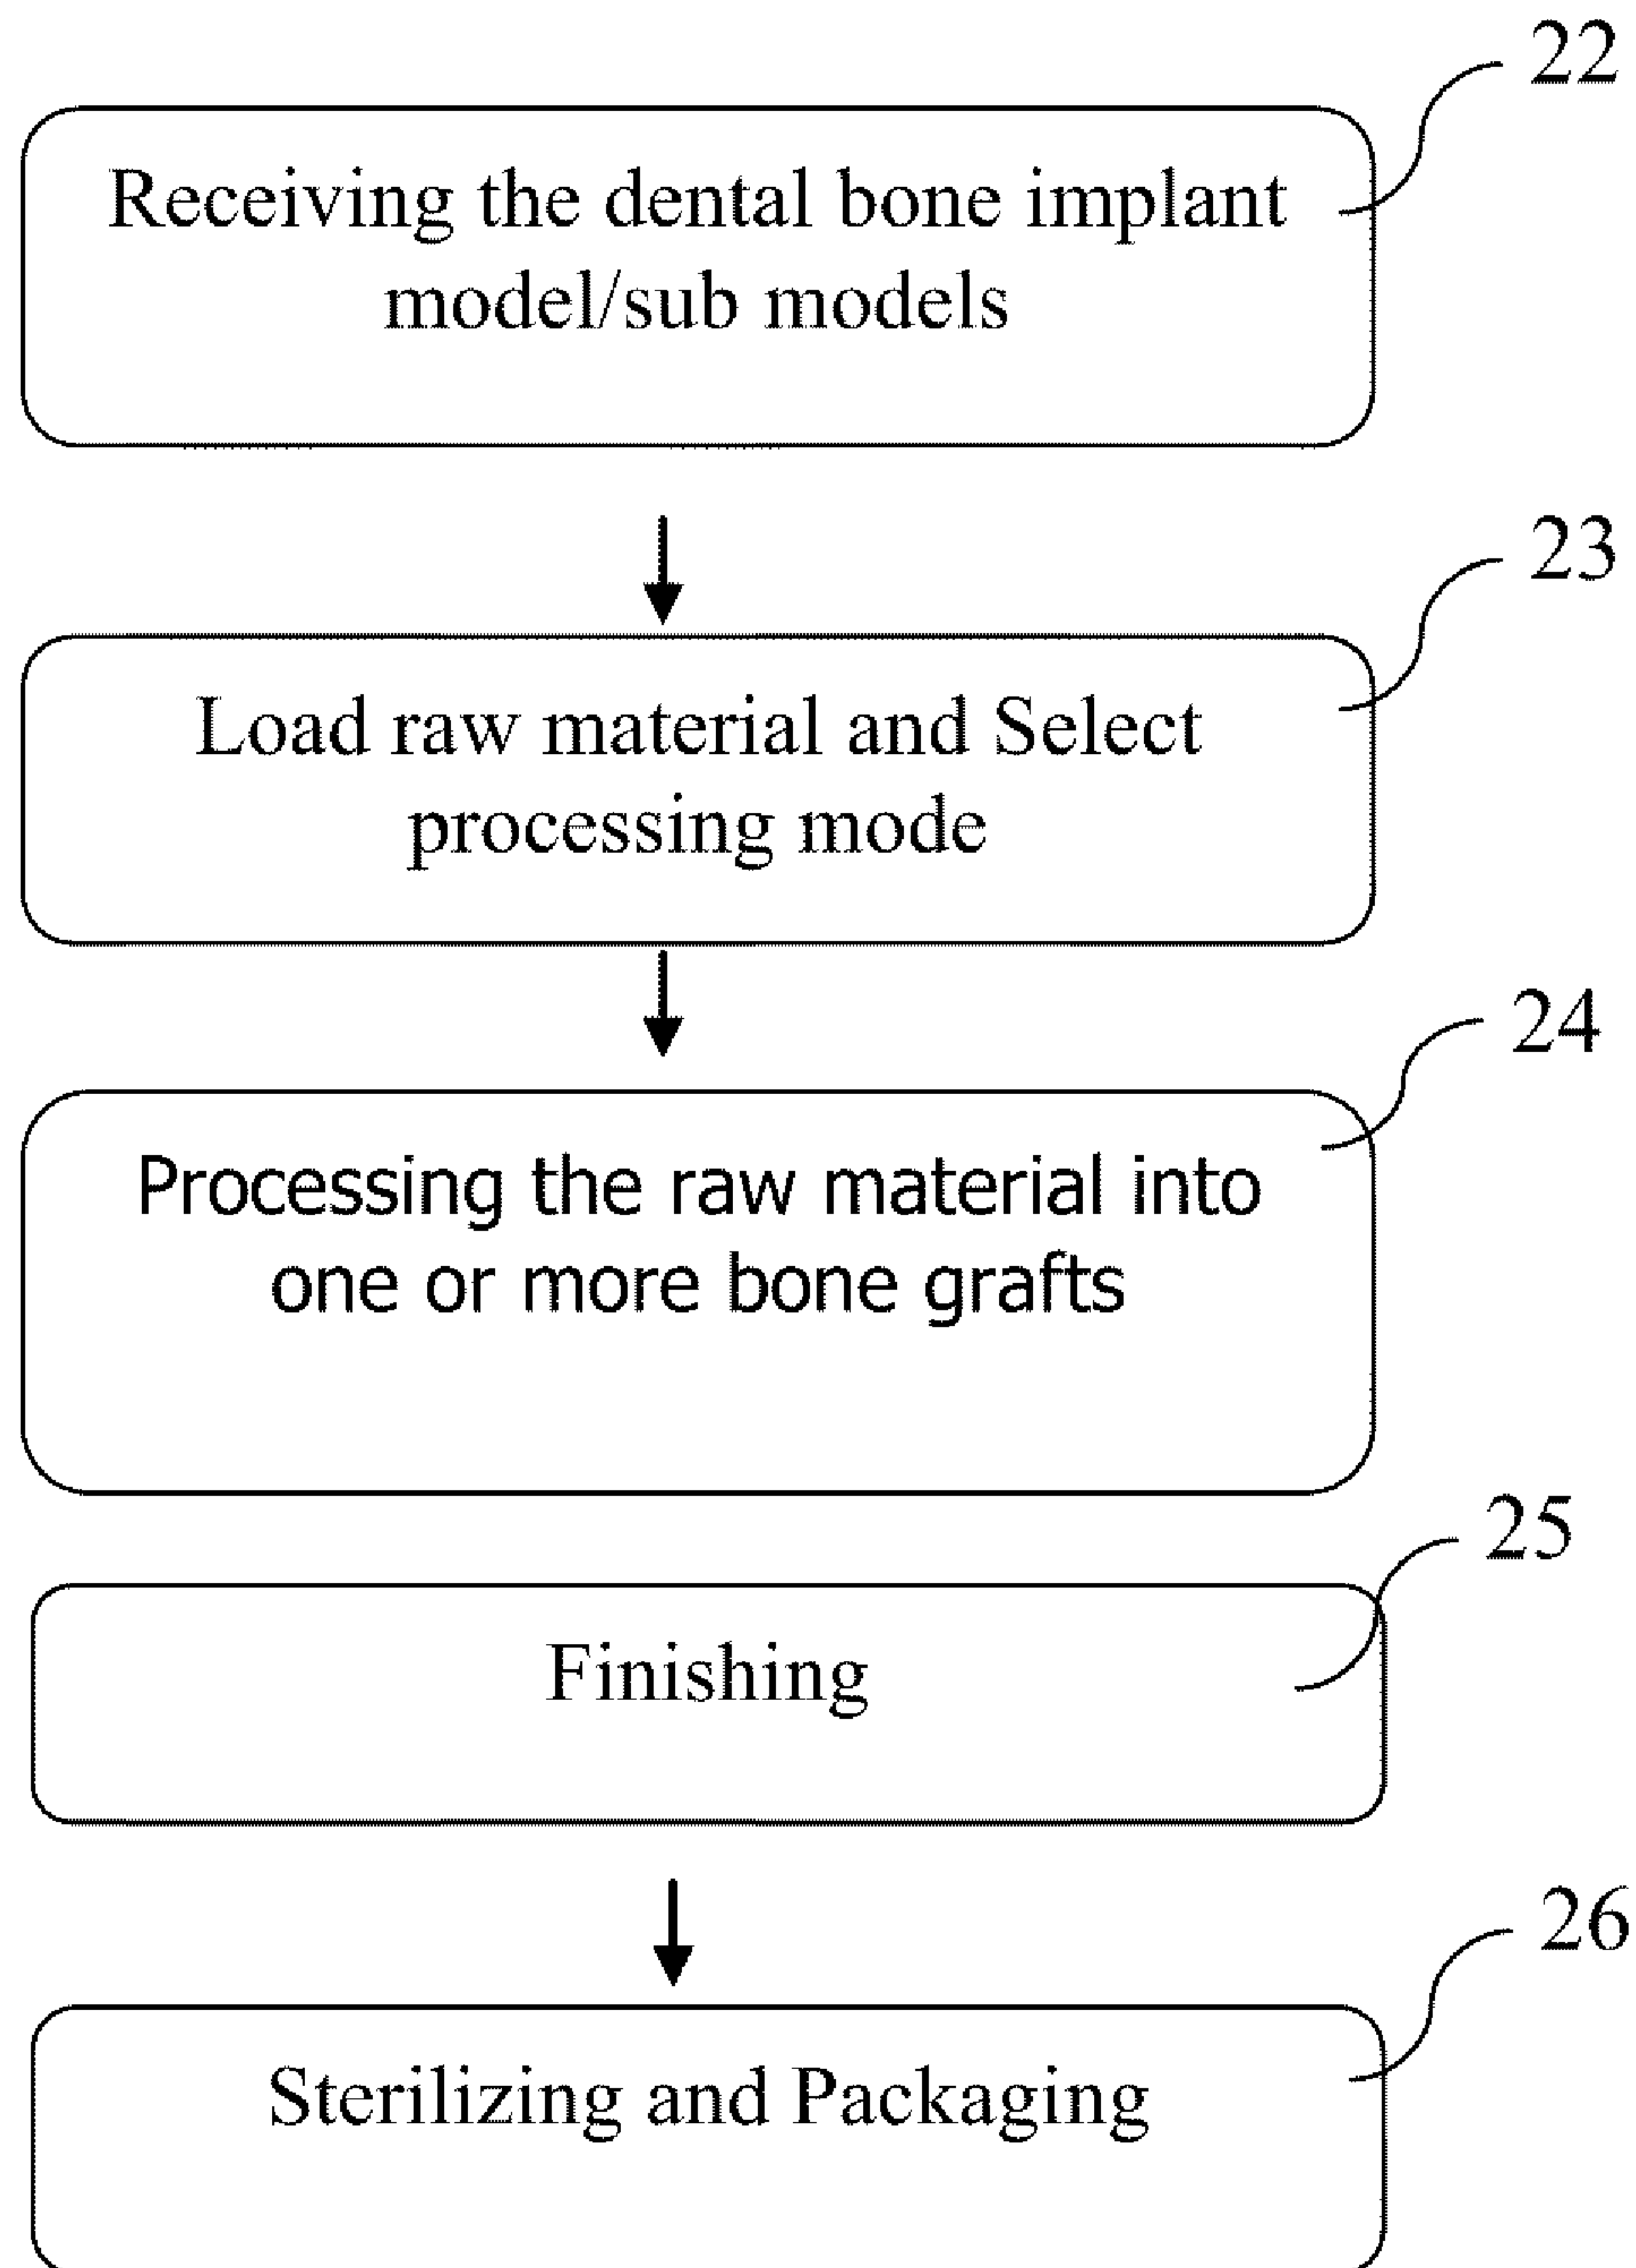 22
Receiving the dental bone implant
model/sub models
23
Load raw material and Select
processing mode
24
Processing the raw material into
one or more bone grafts
25
Finishing
26
Sterilizing and Packaging